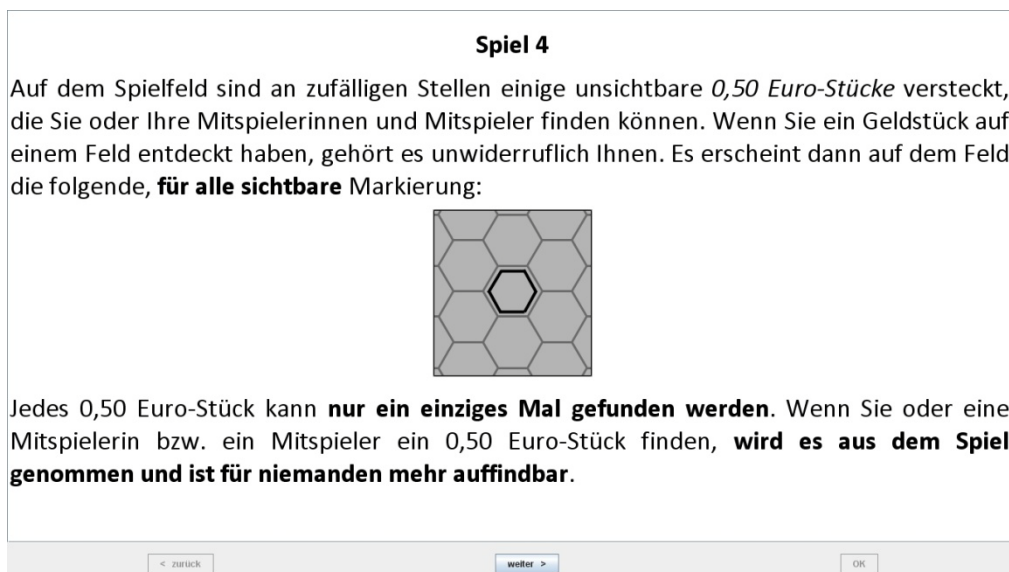 Spiel 4
Auf dem Spielfeld sind an zufälligen Stellen einige unsichtbare 0,50 Euro-Stücke versteckt,
die Sie oder Ihre Mitspielerinnen und Mitspieler finden können. Wenn Sie ein Geldstück auf
einem Feld entdeckt haben, gehört es unwiderruflich Ihnen. Es erscheint dann auf dem Feld
die folgende, für alle sichtbare Markierung:
Jedes 0,50 Euro-Stück kann nur ein einziges Mal gefunden werden. Wenn Sie oder eine
Mitspielerin bzw. ein Mitspieler ein 0,50 Euro-Stück finden, wird es aus dem Spiel
genommen und ist für niemanden mehr auffindbar.
< zurück weiter > OK